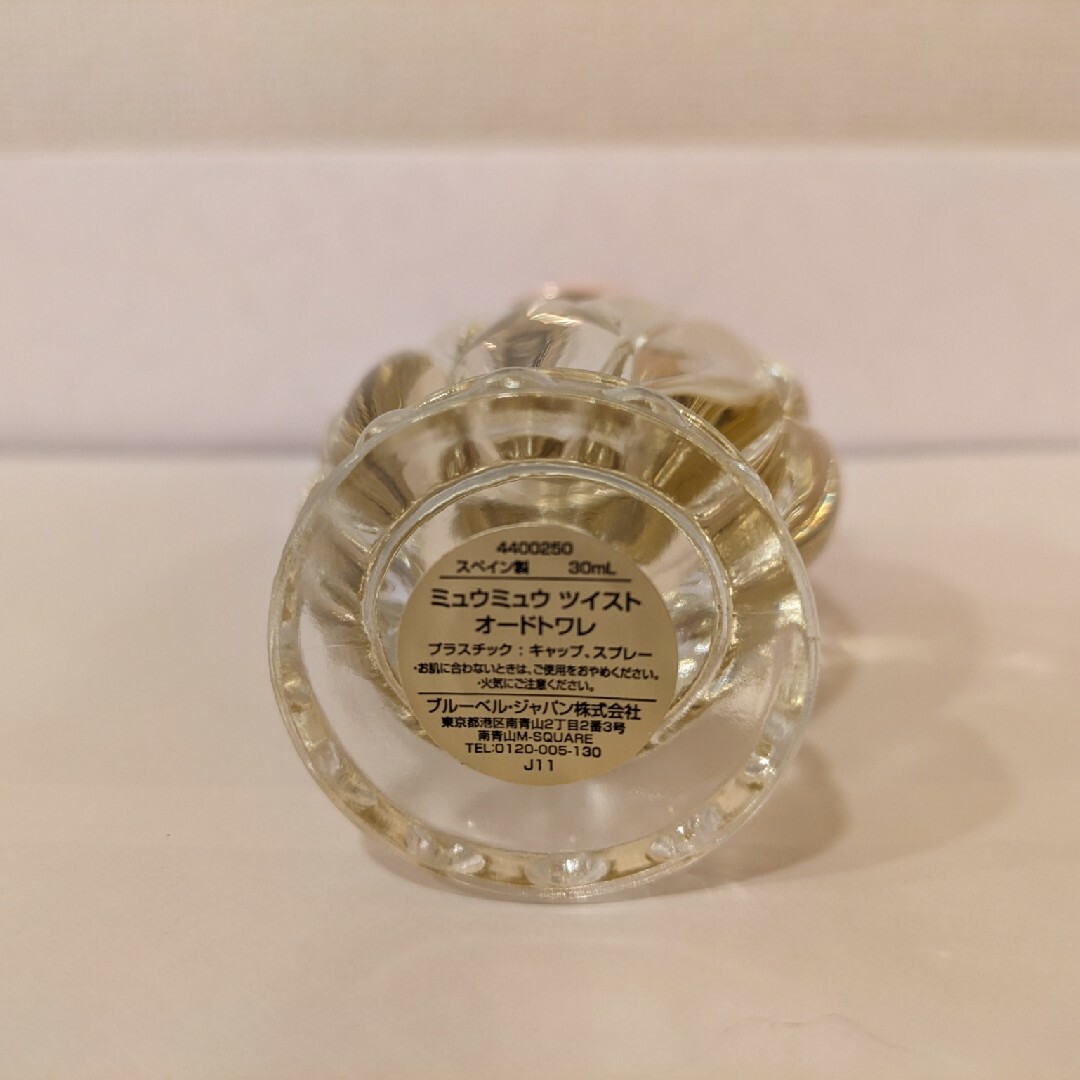 4400250
スペイン製 30mL
ミュウミュウ ツイスト
オードトワレ
プラスチック：キャップ、スプレー
・お肌に合わないときは、ご使用をおやめください。
・火気にご注意ください。
ブルーベル・ジャパン株式会社
東京都港区南青山2丁目2番3号
南青山M-SQUARE
TEL:0120-005-130
J11